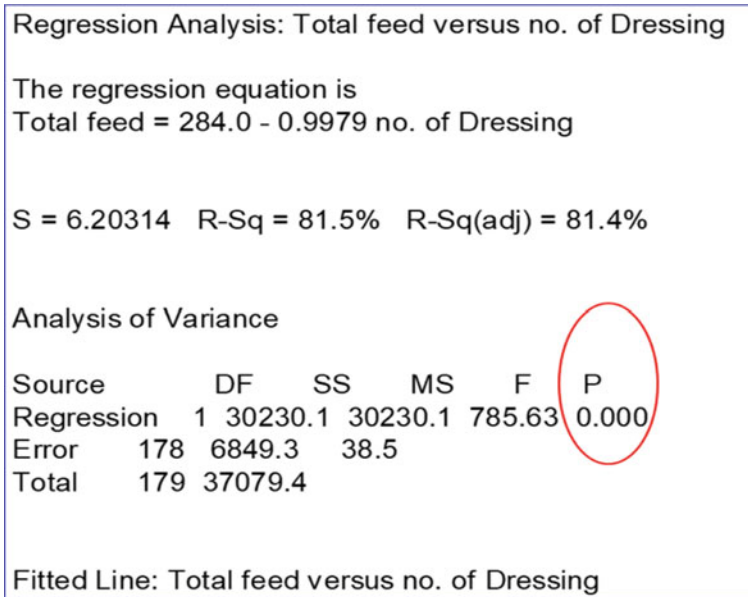 Regression Analysis: Total feed versus no. of Dressing
The regression equation is
Total feed = 284.0 - 0.9979 no. of Dressing
S = 6.20314 R-Sq = 81.5% R-Sq(adj) = 81.4%
Analysis of Variance
Source DF SS MS F P
Regression 1 30230.1 30230.1 785.63 0.000
Error 178 6849.3 38.5
Total 179 37079.4
Fitted Line: Total feed versus no. of Dressing